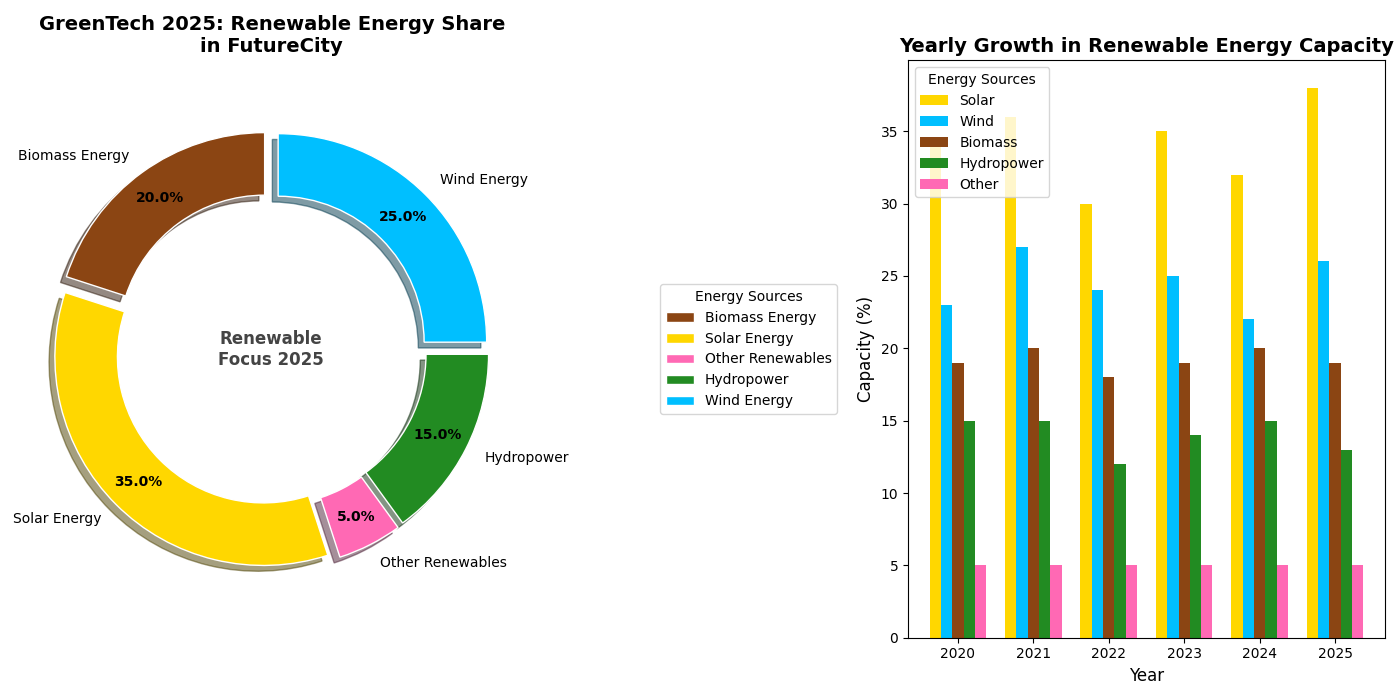 GreenTech 2025: Renewable Energy Share
in FutureCity
Biomass Energy
20.0%
Wind Energy
25.0%
Renewable
Focus 2025
15.0%
Hydropower
35.0%
Solar Energy
5.0%
Other Renewables
Energy Sources
Biomass Energy
Solar Energy
Other Renewables
Hydropower
Wind Energy
Yearly Growth in Renewable Energy Capacity
Energy Sources
Solar
Wind
Biomass
Hydropower
Other
Capacity (%)
35
30
25
20
15
10
5
0
2020
2021
2022
2023
2024
2025
Year